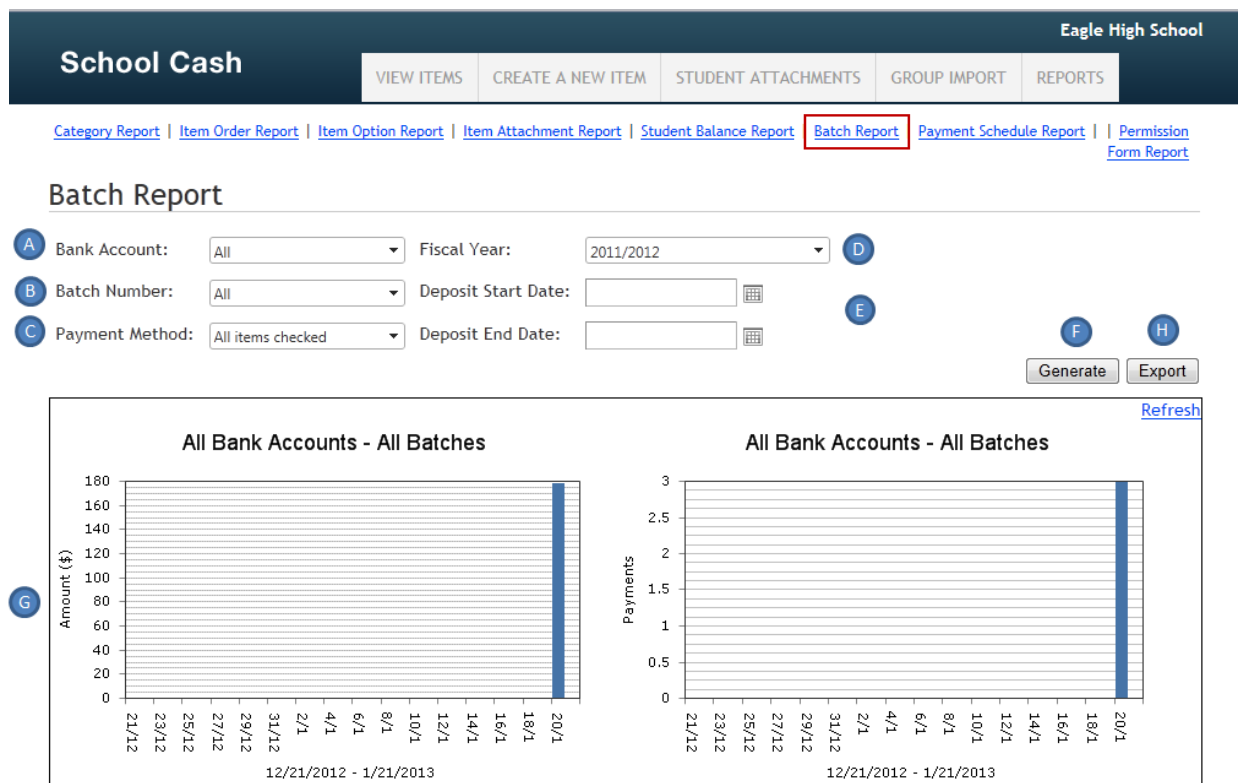 Eagle High School
School Cash
VIEW ITEMS CREATE A NEW ITEM STUDENT ATTACHMENTS GROUP IMPORT REPORTS
Category Report | Item Order Report | Item Option Report | Item Attachment Report | Student Balance Report Batch Report Payment Schedule Report | | Permission
Form Report
Batch Report
A Bank Account: All Fiscal Year: 2011/2012 D
B Batch Number: All Deposit Start Date:
E
C Payment Method: All items checked Deposit End Date:
F H
Generate Export
Refresh
All Bank Accounts - All Batches
180
160
140
120
100
80
60
40
20
0
Amount ($)
G
21/12 23/12 25/12 27/12 29/12 31/12 2/1 4/1 6/1 8/1 10/1 12/1 14/1 16/1 18/1 20/1
12/21/2012 - 1/21/2013
All Bank Accounts - All Batches
3
2.5
2
1.5
1
0.5
0
Payments
21/12 23/12 25/12 27/12 29/12 31/12 2/1 4/1 6/1 8/1 10/1 12/1 14/1 16/1 18/1 20/1
12/21/2012 - 1/21/2013